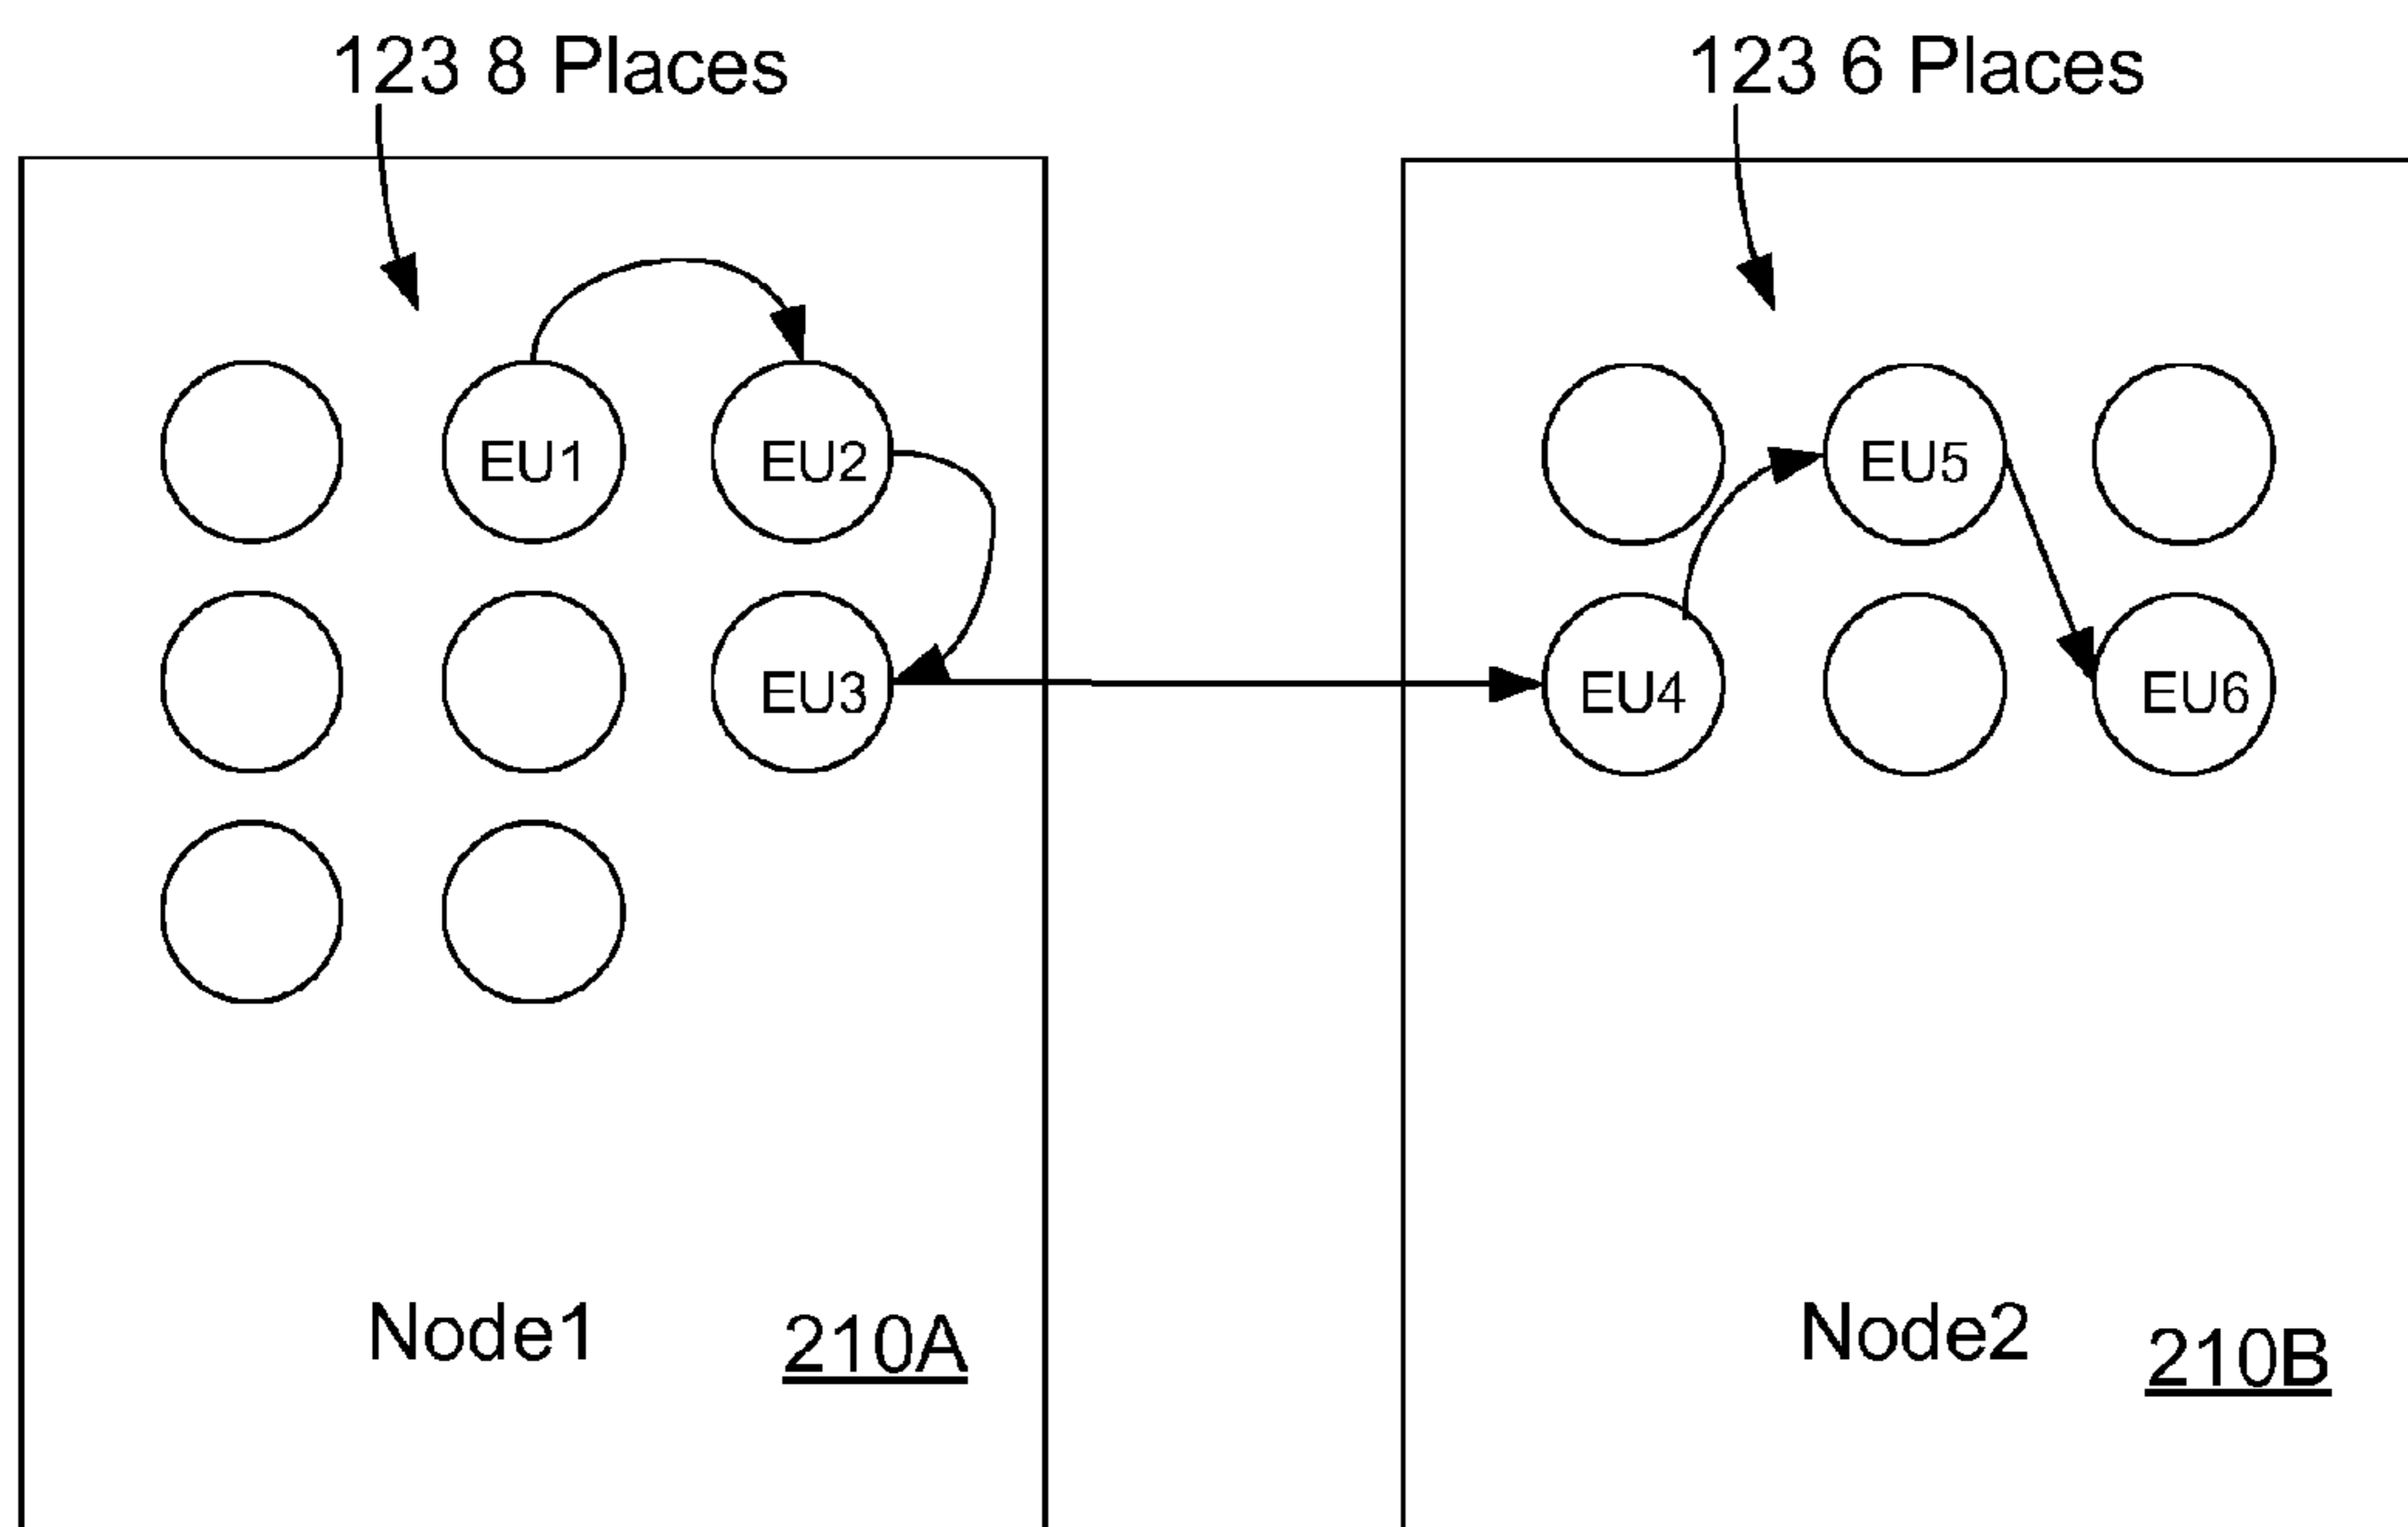 123 8 Places
123 6 Places
EU1
EU2
EU5
EU3
EU4
EU6
Node1
210A
Node2
210B